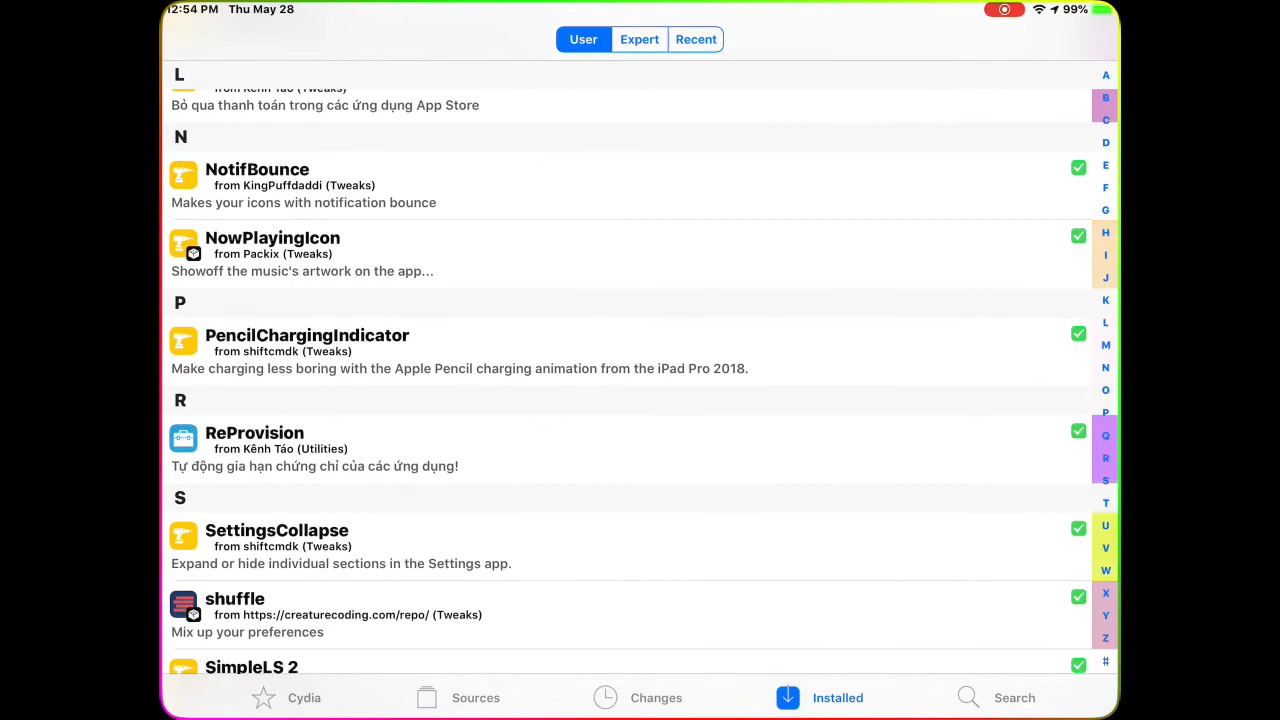 12:54 PM Thu May 28
99%
User Expert Recent
L
from Kênh Táo (Tweaks)
Bỏ qua thanh toán trong các ứng dụng App Store
N
NotifBounce
from KingPuffdaddi (Tweaks)
Makes your icons with notification bounce
NowPlayingIcon
from Packix (Tweaks)
Showoff the music's artwork on the app...
P
PencilChargingIndicator
from shiftcmdk (Tweaks)
Make charging less boring with the Apple Pencil charging animation from the iPad Pro 2018.
R
ReProvision
from Kênh Táo (Utilities)
Tự động gia hạn chứng chỉ của các ứng dụng!
S
SettingsCollapse
from shiftcmdk (Tweaks)
Expand or hide individual sections in the Settings app.
shuffle
from https://creaturecoding.com/repo/ (Tweaks)
Mix up your preferences
SimpleLS 2
A
B
C
D
E
F
G
H
I
J
K
L
M
N
O
P
Q
R
S
T
U
V
W
X
Y
Z
#
Cydia Sources Changes Installed Search